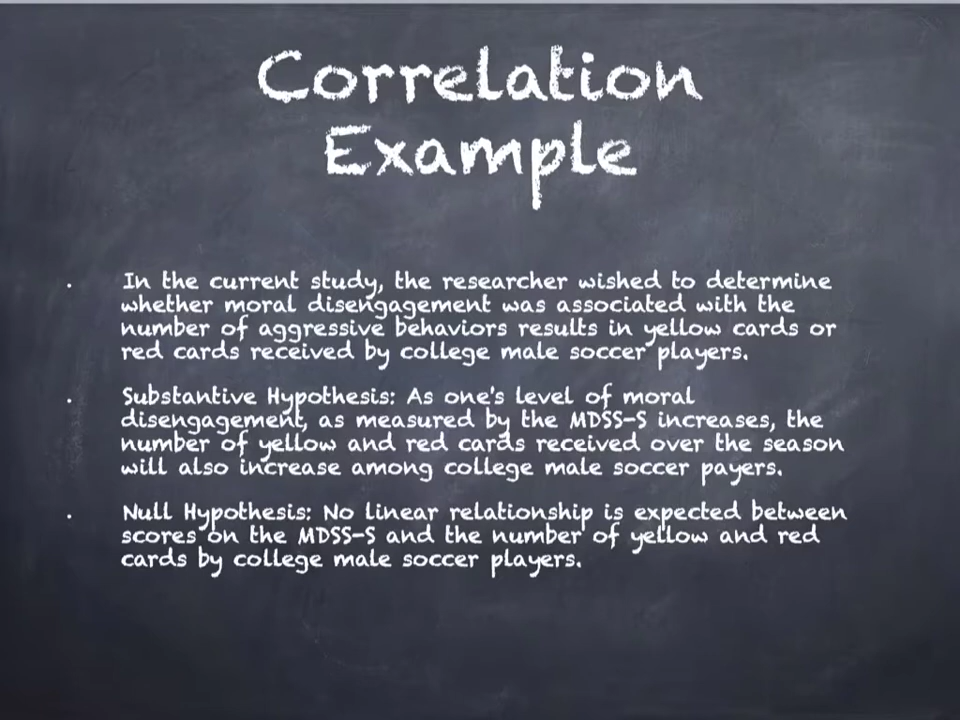 Correlation
Example
. In the current study, the researcher wished to determine
whether moral disengagement was associated with the
number of aggressive behaviors results in yellow cards or
red cards received by college male soccer players.
. Substantive Hypothesis: As one's level of moral
disengagement, as measured by the MDSS-S increases, the
number of yellow and red cards received over the season
will also increase among college male soccer payers.
. Null Hypothesis: No linear relationship is expected between
scores on the MDSS-S and the number of yellow and red
cards by college male soccer players.